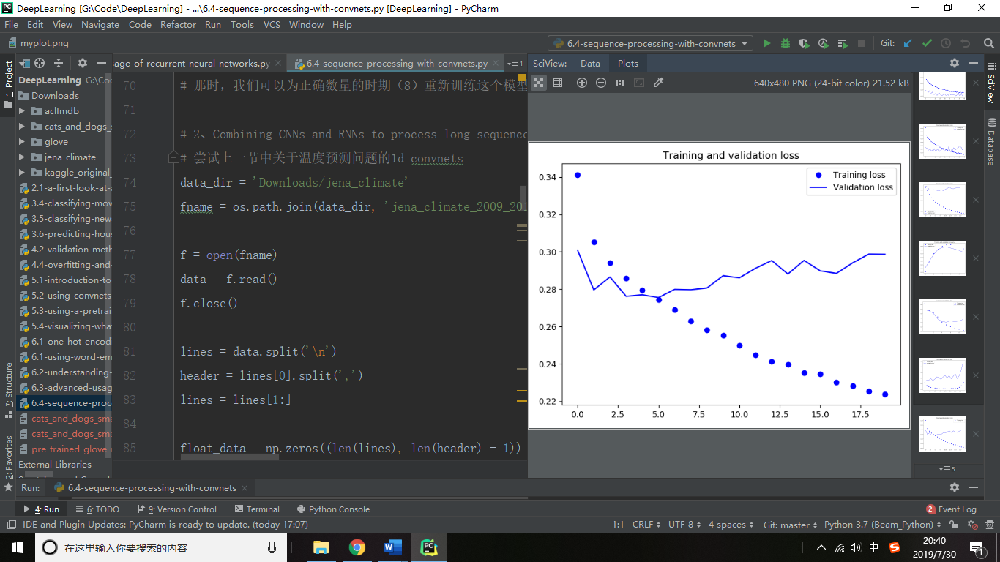 DeepLearning [G:\Code\DeepLearning] - ...\6.4-sequence-processing-with-convnets.py [DeepLearning] - PyCharm
File Edit View Navigate Code Refactor Run Tools VCS Window Help
myplot.png
6.4-sequence-processing-with-convnets
Git:
1: Project
sage-of-recurrent-neural-networks.py
6.4-sequence-processing-with-convnets.py
DeepLearning G:\Coc
Downloads
aclImdb
cats_and_dogs_s
glove
jena_climate
kaggle_original_
2.1-a-first-look-at-
3.4-classifying-mov
3.5-classifying-new
3.6-predicting-hou
4.2-validation-meth
4.4-overfitting-and-
5.1-introduction-to
5.2-using-convnets
5.3-using-a-pretrai
5.4-visualizing-wha
6.1-one-hot-encod
6.1-using-word-em
6.2-understanding-
6.3-advanced-usag
6.4-sequence-proc
cats_and_dogs_sma
cats_and_dogs_sma
pre_trained_glove_
External Libraries
7: Structure
2: Favorites
70 # 那时，我们可以为正确数量的时期（8）重新训练这个模型
71
72 # 2、Combining CNNs and RNNs to process long sequence
73 # 尝试上一节中关于温度预测问题的1d convnets
74 data_dir = 'Downloads/jena_climate'
75 fname = os.path.join(data_dir, 'jena_climate_2009_201
76
77 f = open(fname)
78 data = f.read()
79 f.close()
80
81 lines = data.split('\n')
82 header = lines[0].split(',')
83 lines = lines[1:]
84
85 float_data = np.zeros((len(lines), len(header) - 1))
SciView: Data Plots
1:1
640x480 PNG (24-bit color) 21.52 kB
Training and validation loss
Training loss
Validation loss
0.34
0.32
0.30
0.28
0.26
0.24
0.22
0.0 2.5 5.0 7.5 10.0 12.5 15.0 17.5
5
SciView
Database
Run: 6.4-sequence-processing-with-convnets
4: Run 6: TODO 9: Version Control Terminal Python Console 2 Event Log
IDE and Plugin Updates: PyCharm is ready to update. (today 17:07)
1:1 CRLF UTF-8 4 spaces Git: master Python 3.7 (Beam_Python)
在这里输入你要搜索的内容
中
20:40
2019/7/30
1